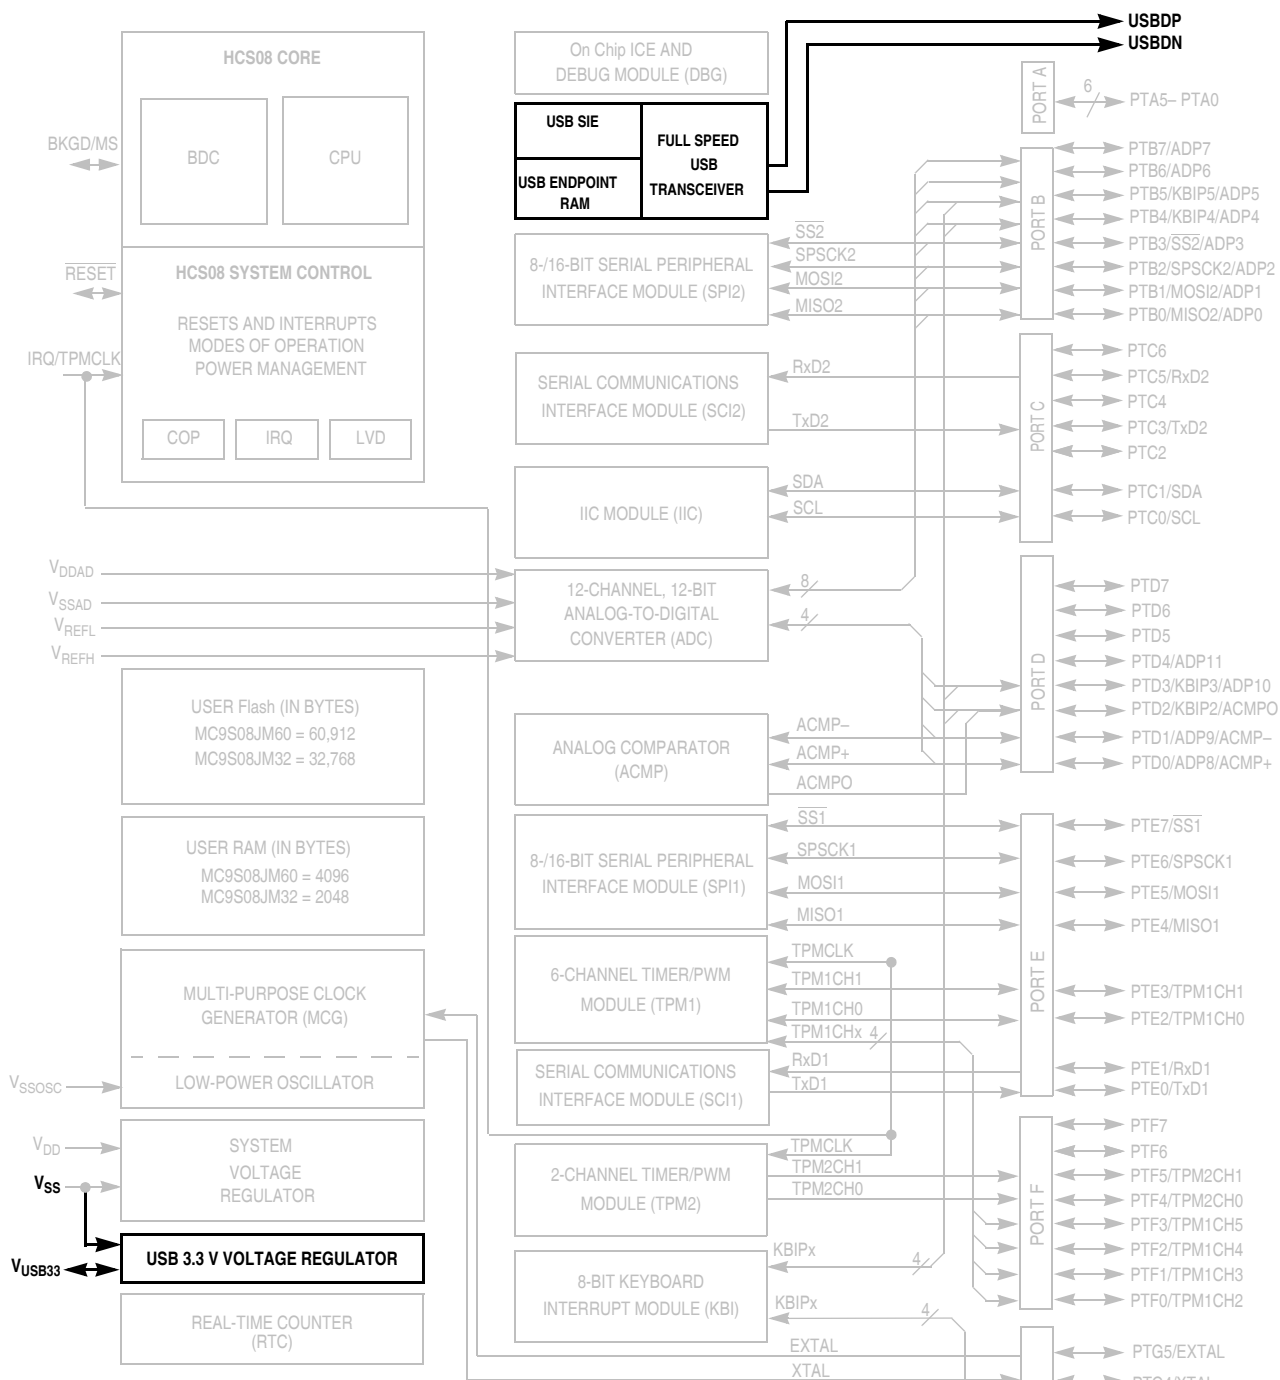 USBDP
USBDN
HCS08 CORE
BDC
CPU
BKGD/MS
RESET
HCS08 SYSTEM CONTROL
RESETS AND INTERRUPTS
MODES OF OPERATION
POWER MANAGEMENT
IRQ/TPMCLK
COP
IRQ
LVD
VDDAD
VSSAD
VREFL
VREFH
USER Flash (IN BYTES)
MC9S08JM60 = 60,912
MC9S08JM32 = 32,768
USER RAM (IN BYTES)
MC9S08JM60 = 4096
MC9S08JM32 = 2048
MULTI-PURPOSE CLOCK
GENERATOR (MCG)
LOW-POWER OSCILLATOR
VSSOSC
VDD
SYSTEM
VOLTAGE
REGULATOR
VSS
USB 3.3 V VOLTAGE REGULATOR
VUSB33
REAL-TIME COUNTER
(RTC)
On Chip ICE AND
DEBUG MODULE (DBG)
USB SIE
USB ENDPOINT
RAM
FULL SPEED
USB
TRANSCEIVER
8-/16-BIT SERIAL PERIPHERAL
INTERFACE MODULE (SPI2)
SS2
SPSCK2
MOSI2
MISO2
SERIAL COMMUNICATIONS
INTERFACE MODULE (SCI2)
RxD2
TxD2
IIC MODULE (IIC)
SDA
SCL
12-CHANNEL, 12-BIT
ANALOG-TO-DIGITAL
CONVERTER (ADC)
8
4
ANALOG COMPARATOR
(ACMP)
ACMP–
ACMP+
ACMPO
8-/16-BIT SERIAL PERIPHERAL
INTERFACE MODULE (SPI1)
SS1
SPSCK1
MOSI1
MISO1
6-CHANNEL TIMER/PWM
MODULE (TPM1)
TPMCLK
TPM1CH1
TPM1CH0
TPM1CHx 4
SERIAL COMMUNICATIONS
INTERFACE MODULE (SCI1)
RxD1
TxD1
2-CHANNEL TIMER/PWM
MODULE (TPM2)
TPMCLK
TPM2CH1
TPM2CH0
8-BIT KEYBOARD
INTERRUPT MODULE (KBI)
KBIPx
4
KBIPx
4
EXTAL
XTAL
PORT A
6
PTA5– PTA0
PORT B
PTB7/ADP7
PTB6/ADP6
PTB5/KBIP5/ADP5
PTB4/KBIP4/ADP4
PTB3/SS2/ADP3
PTB2/SPSCK2/ADP2
PTB1/MOSI2/ADP1
PTB0/MISO2/ADP0
PORT C
PTC6
PTC5/RxD2
PTC4
PTC3/TxD2
PTC2
PTC1/SDA
PTC0/SCL
PORT D
PTD7
PTD6
PTD5
PTD4/ADP11
PTD3/KBIP3/ADP10
PTD2/KBIP2/ACMPO
PTD1/ADP9/ACMP–
PTD0/ADP8/ACMP+
PORT E
PTE7/SS1
PTE6/SPSCK1
PTE5/MOSI1
PTE4/MISO1
PTE3/TPM1CH1
PTE2/TPM1CH0
PTE1/RxD1
PTE0/TxD1
PORT F
PTF7
PTF6
PTF5/TPM2CH1
PTF4/TPM2CH0
PTF3/TPM1CH5
PTF2/TPM1CH4
PTF1/TPM1CH3
PTF0/TPM1CH2
PTG5/EXTAL